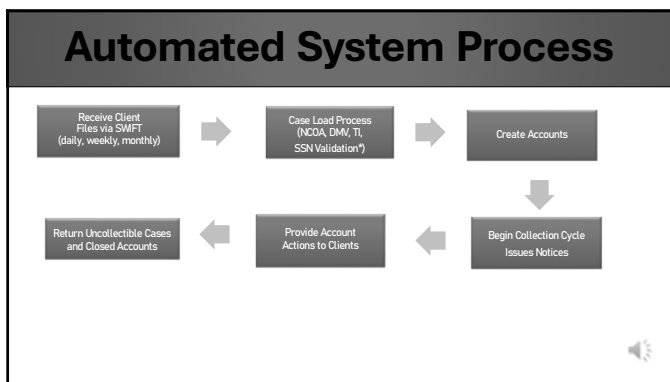 Automated System Process
Receive Client
Files via SWIFT
(daily, weekly, monthly)
Case Load Process
(NCOA, DMV, TI,
SSN Validation*)
Create Accounts
Begin Collection Cycle
Issues Notices
Provide Account
Actions to Clients
Return Uncollectible Cases
and Closed Accounts